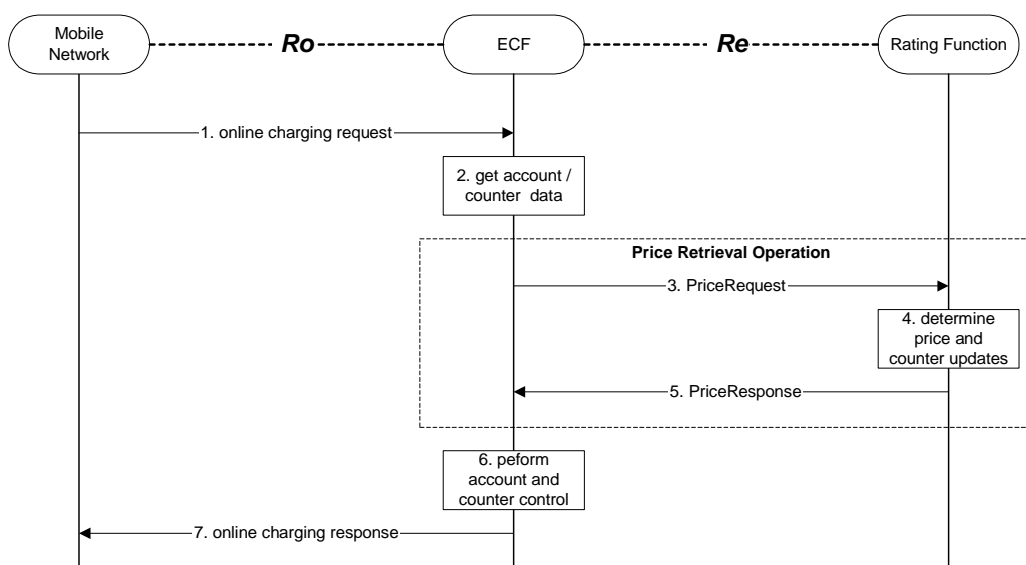 Mobile
Network
Ro
ECF
Re
Rating Function
1. online charging request
2. get account /
counter data
Price Retrieval Operation
3. PriceRequest
4. determine
price and
counter updates
5. PriceResponse
6. peform
account and
counter control
7. online charging response